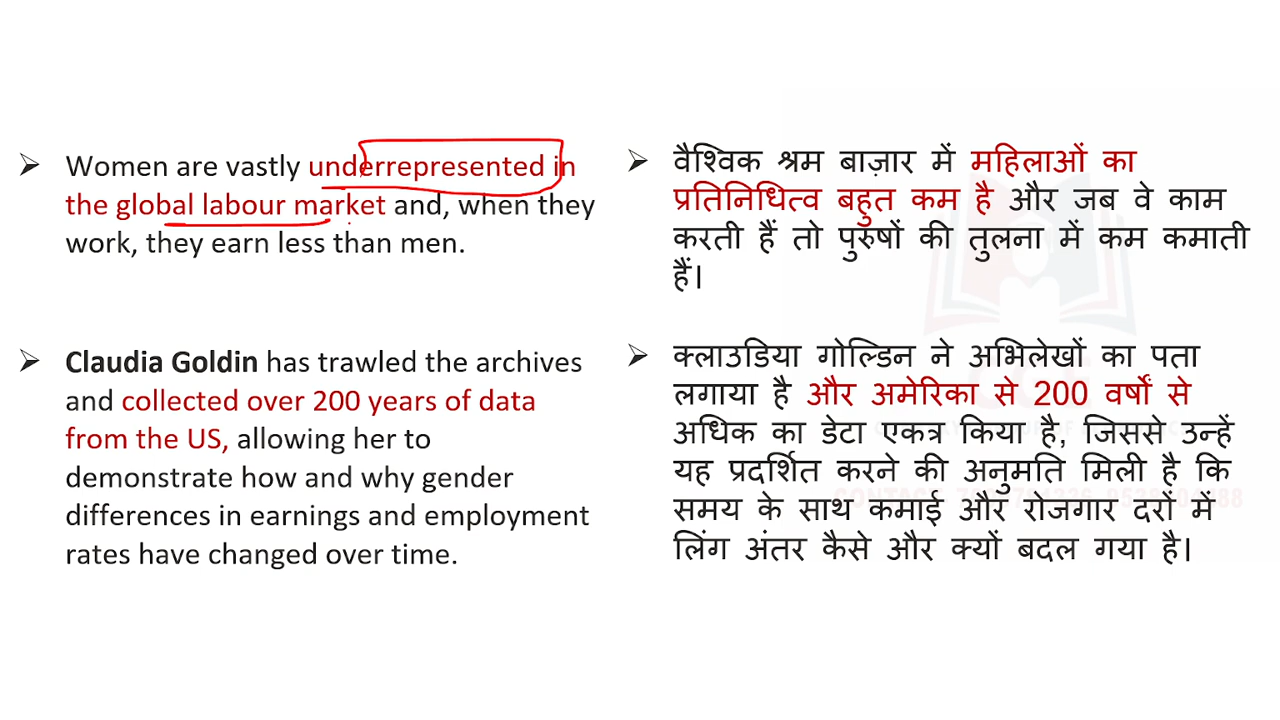 Women are vastly underrepresented in
the global labour market and, when they
work, they earn less than men.
Claudia Goldin has trawled the archives
and collected over 200 years of data
from the US, allowing her to
demonstrate how and why gender
differences in earnings and employment
rates have changed over time.
वैश्विक श्रम बाज़ार में महिलाओं का
प्रतिनिधित्व बहुत कम है और जब वे काम
करती हैं तो पुरुषों की तुलना में कम कमाती
हैं।
क्लाउडिया गोल्डिन ने अभिलेखों का पता
लगाया है और अमेरिका से 200 वर्षों से
अधिक का डेटा एकत्र किया है, जिससे उन्हें
यह प्रदर्शित करने की अनुमति मिली है कि
समय के साथ कमाई और रोजगार दरों में
लिंग अंतर कैसे और क्यों बदल गया है।